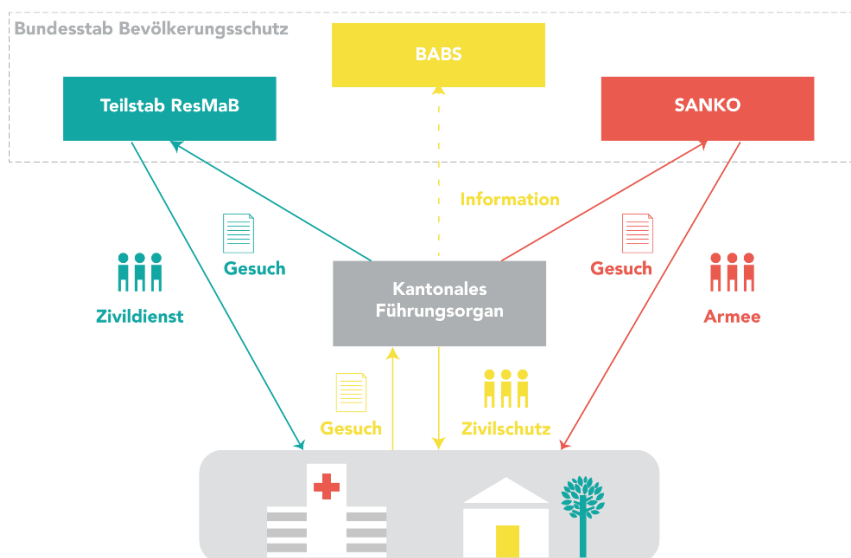 Bundesstab Bevölkerungsschutz
BABS
Teilstab ResMaB
SANKO
Information
Gesuch
Gesuch
Zivildienst
Kantonales
Führungsorgan
Armee
Gesuch
Zivilschutz